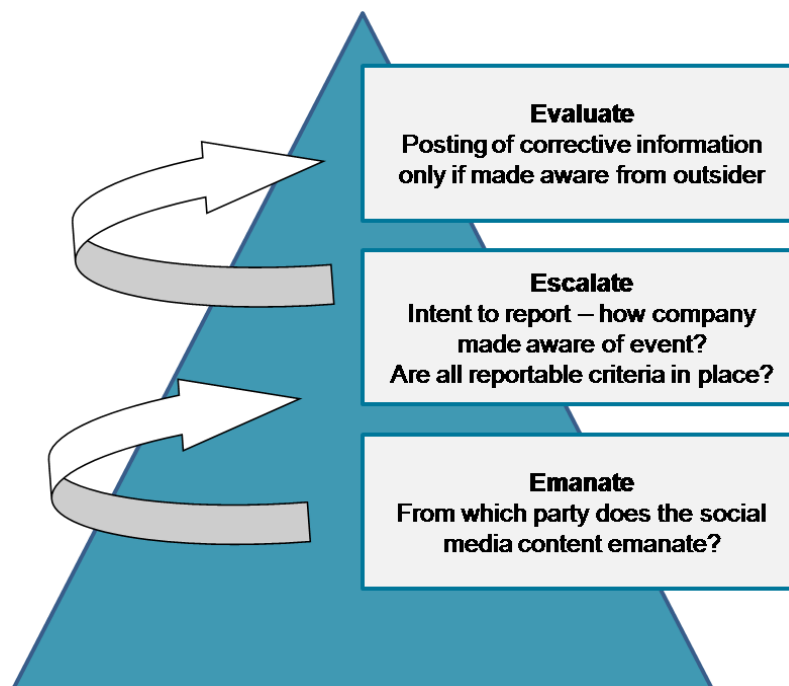 Evaluate
Posting of corrective information
only if made aware from outsider
Escalate
Intent to report – how company
made aware of event?
Are all reportable criteria in place?
Emanate
From which party does the social
media content emanate?